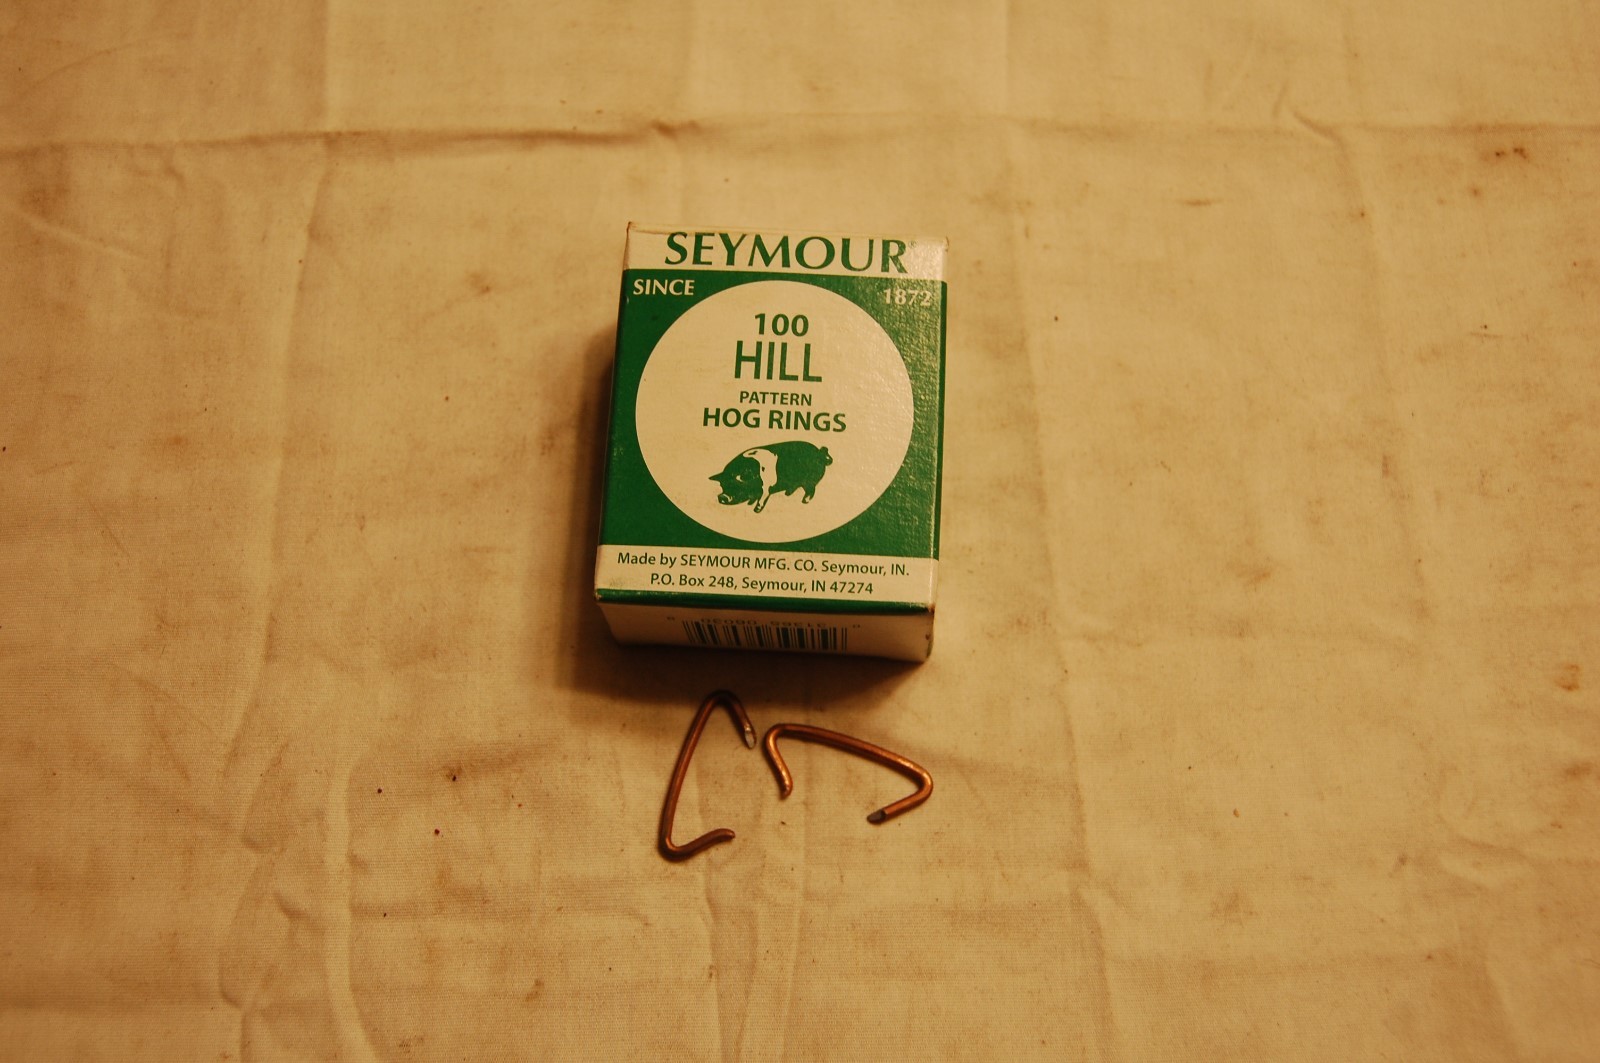 SEYMOUR
SINCE 1872
100
HILL
PATTERN
HOG RINGS
Made by SEYMOUR MFG. CO. Seymour, IN.
P.O. Box 248, Seymour, IN 47274